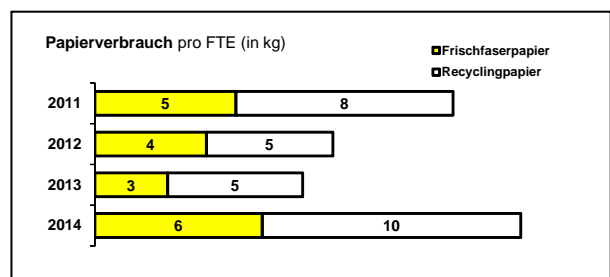 Papierverbrauch pro FTE (in kg)
Frischfaserpapier
Recyclingpapier
2011 5 8
2012 4 5
2013 3 5
2014 6 10